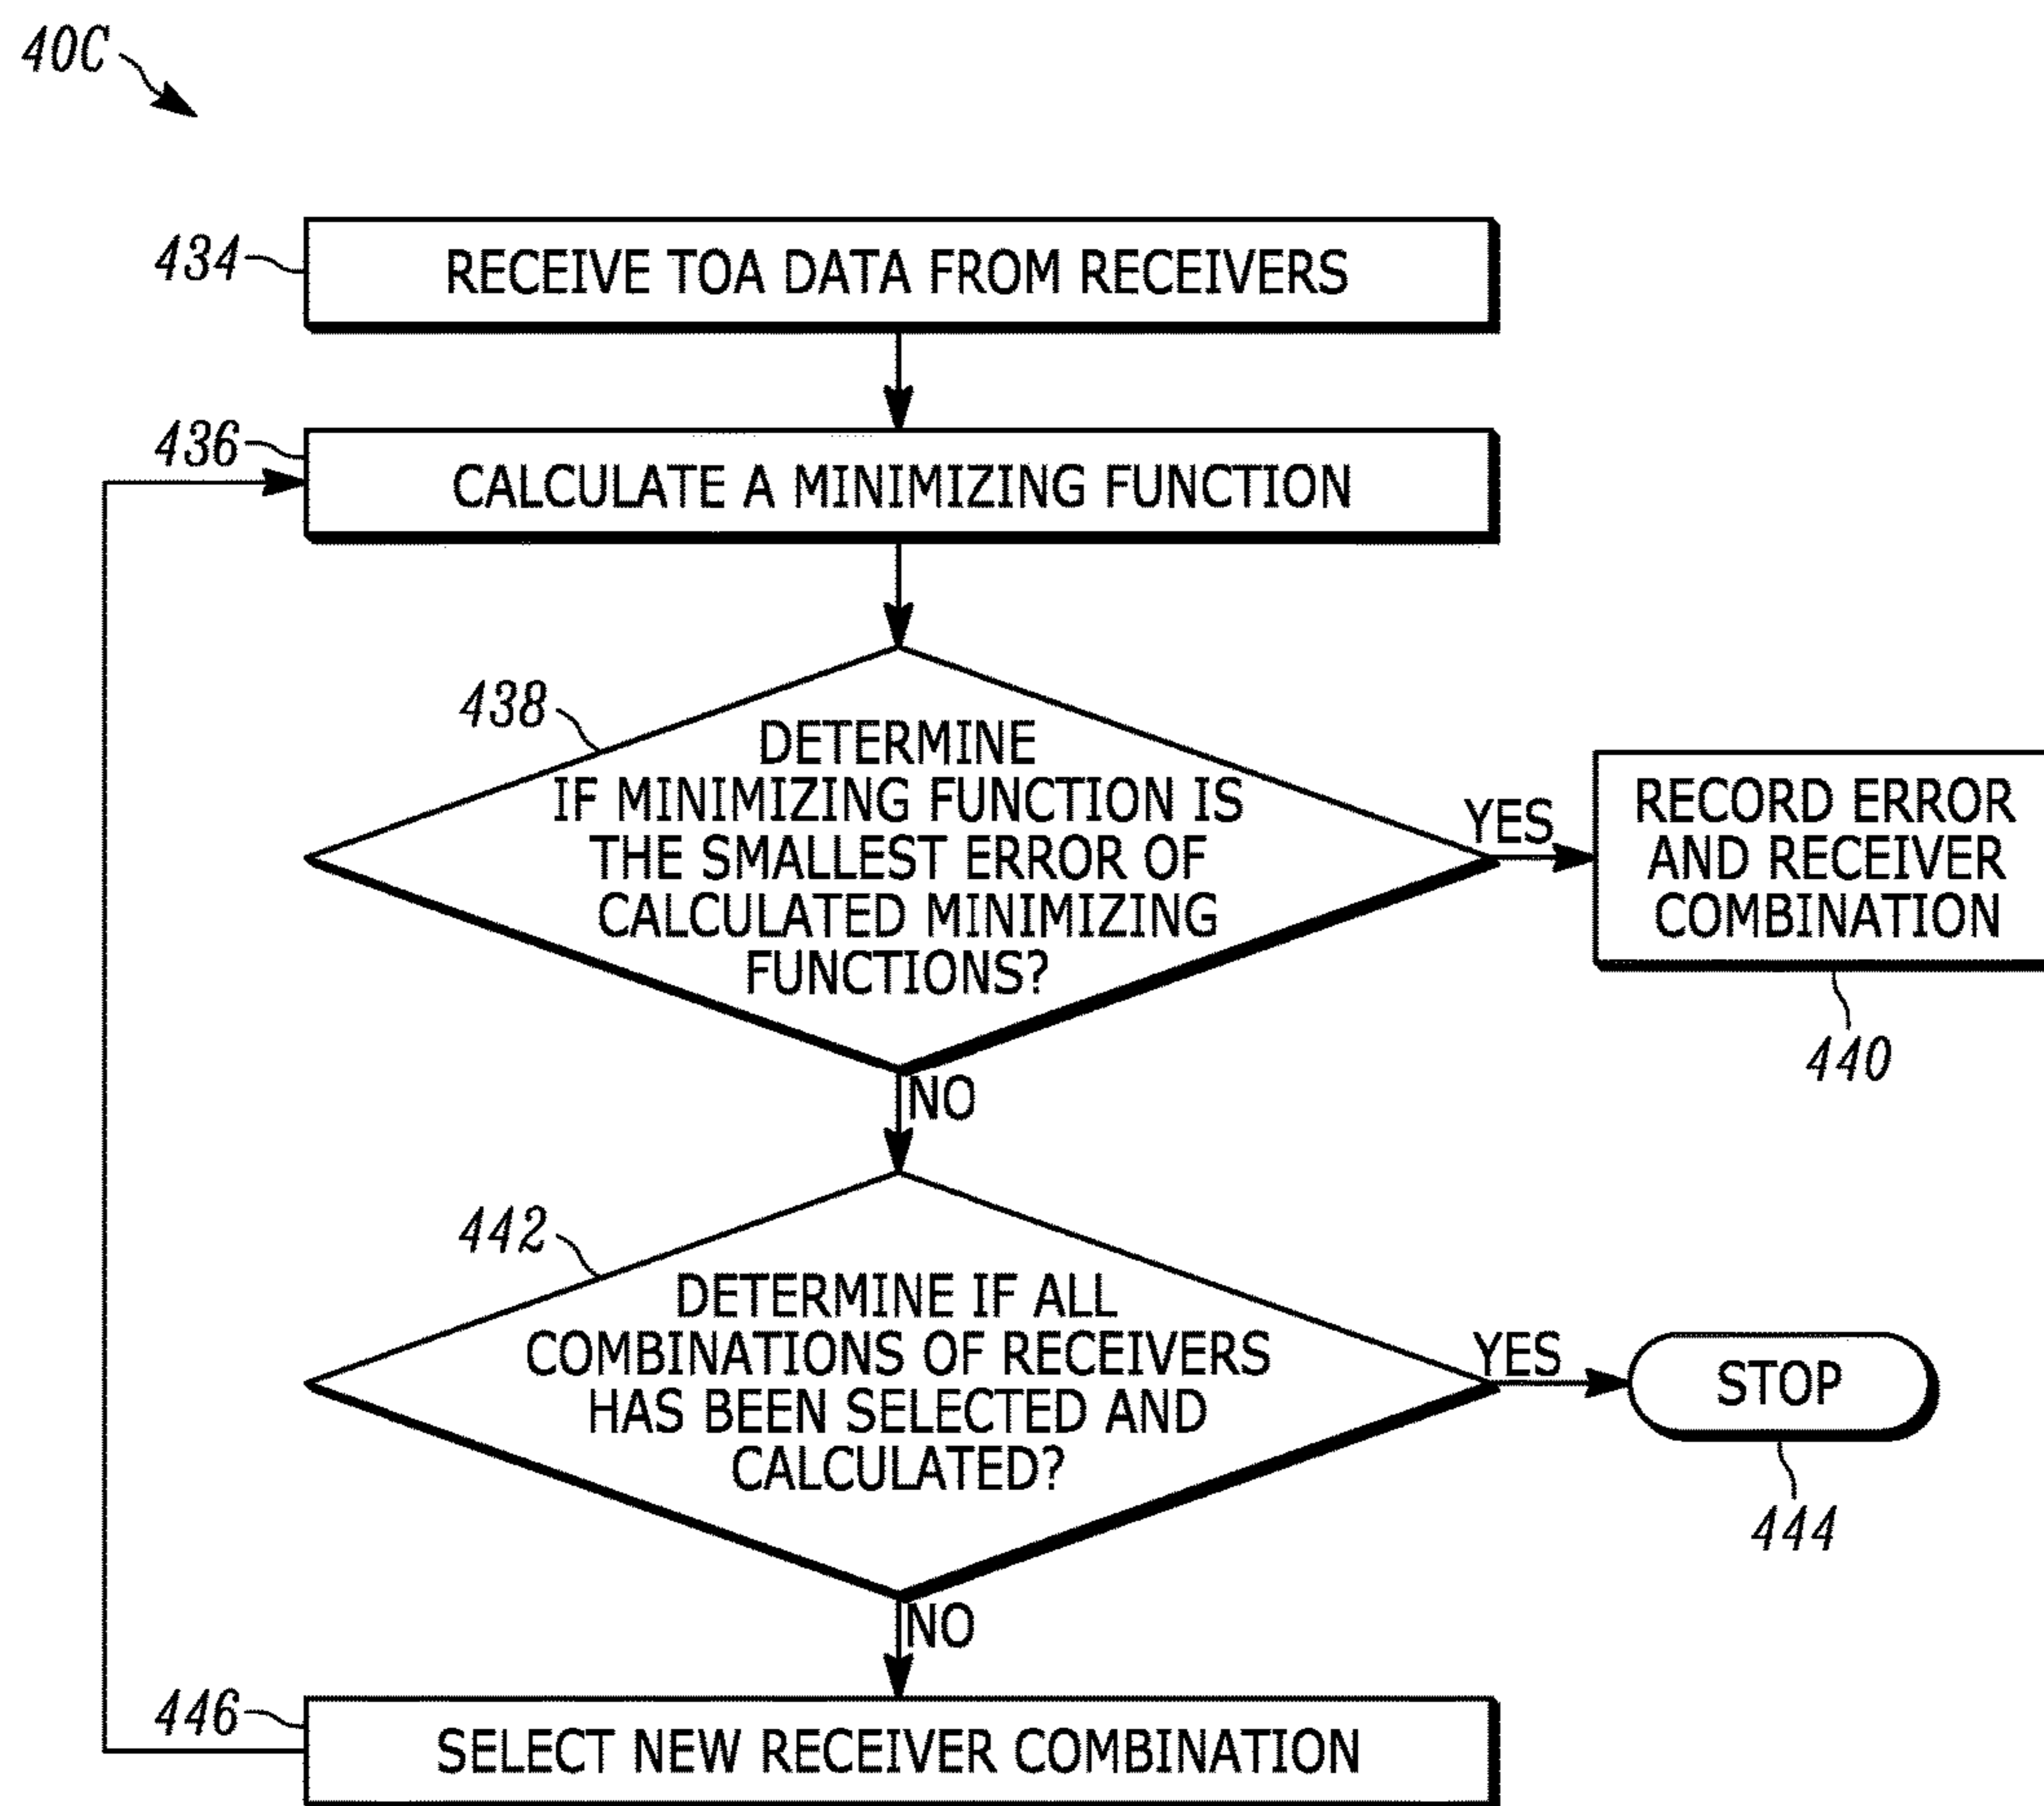 40C
434
RECEIVE TOA DATA FROM RECEIVERS
436
CALCULATE A MINIMIZING FUNCTION
438
DETERMINE
IF MINIMIZING FUNCTION IS
THE SMALLEST ERROR OF
CALCULATED MINIMIZING
FUNCTIONS?
YES
RECORD ERROR
AND RECEIVER
COMBINATION
440
NO
442
DETERMINE IF ALL
COMBINATIONS OF RECEIVERS
HAS BEEN SELECTED AND
CALCULATED?
YES
STOP
444
NO
446
SELECT NEW RECEIVER COMBINATION